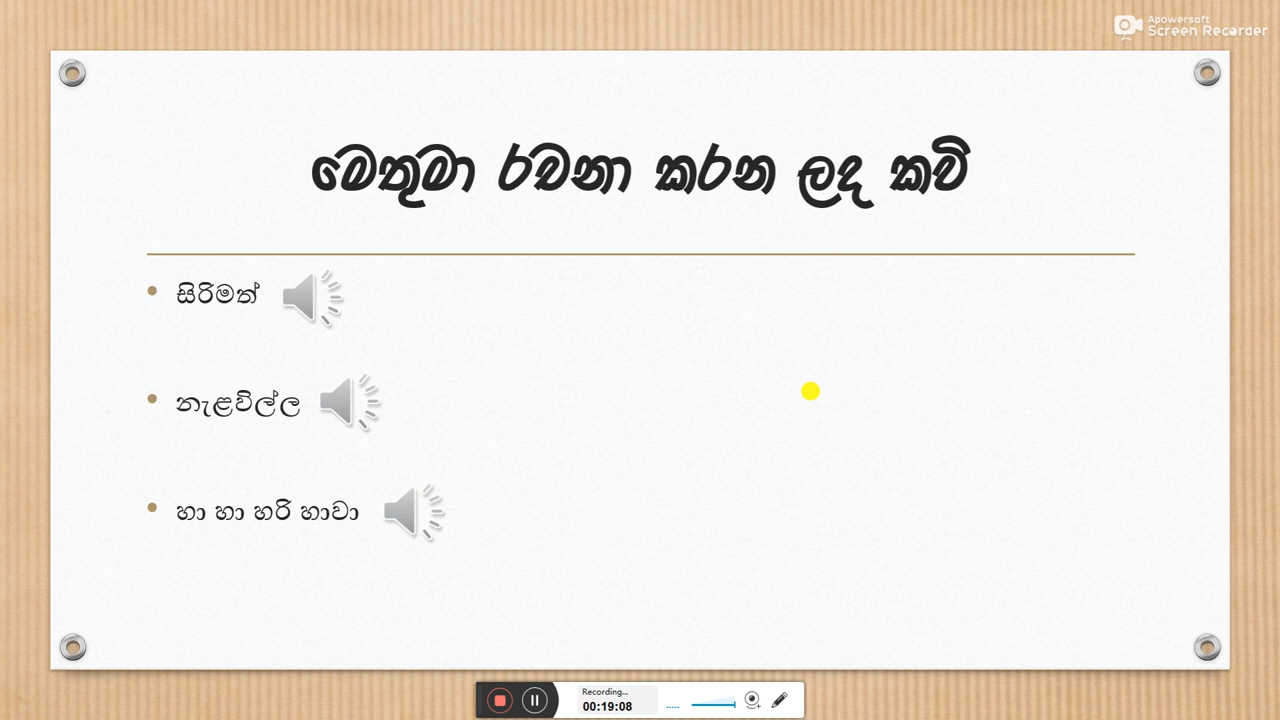 Apowersoft
Screen Recorder
මෙතුමා රචනා කරන ලද කවි
සිරිමත්
නැළවිල්ල
හා හා හරි හාවා
Recording...
00:19:08